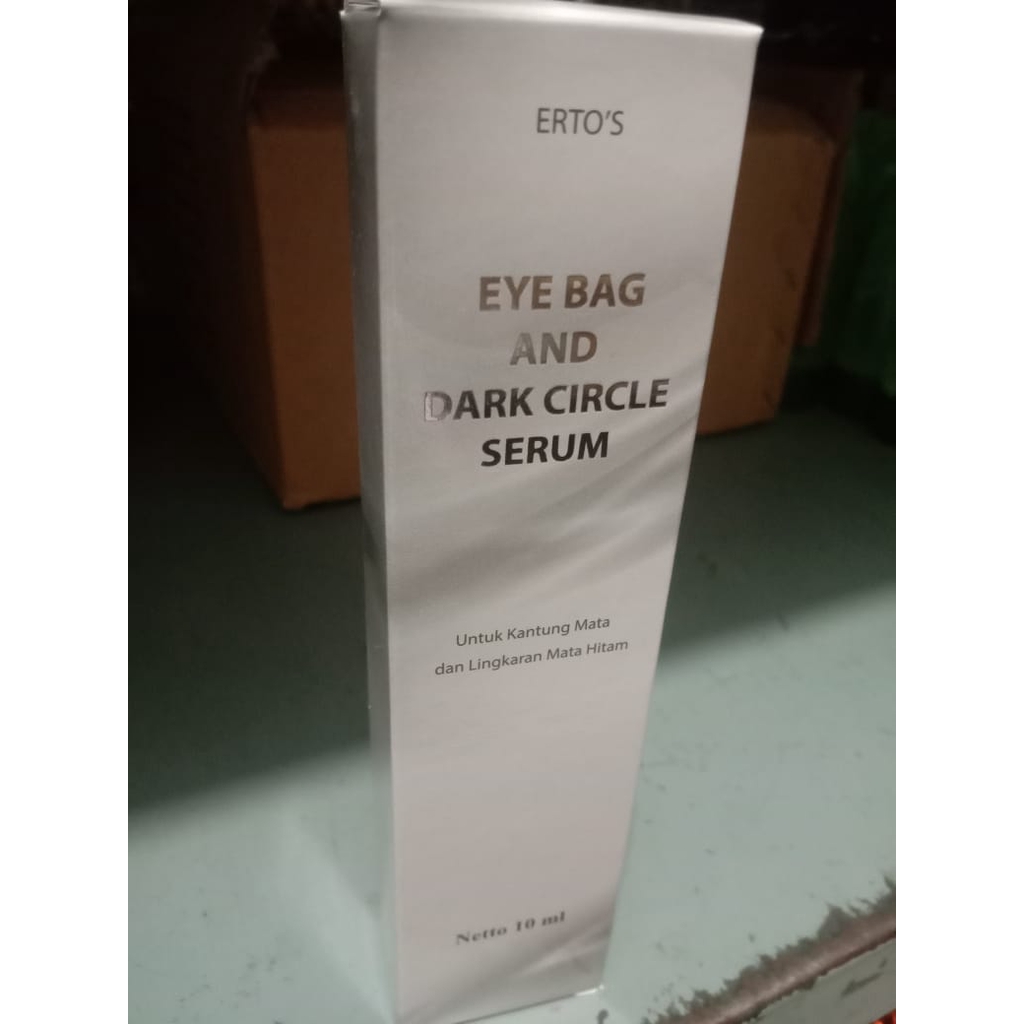 ERTO'S
EYE BAG
AND
DARK CIRCLE
SERUM
Untuk Kantung Mata
dan Lingkaran Mata Hitam
Netto 10 ml